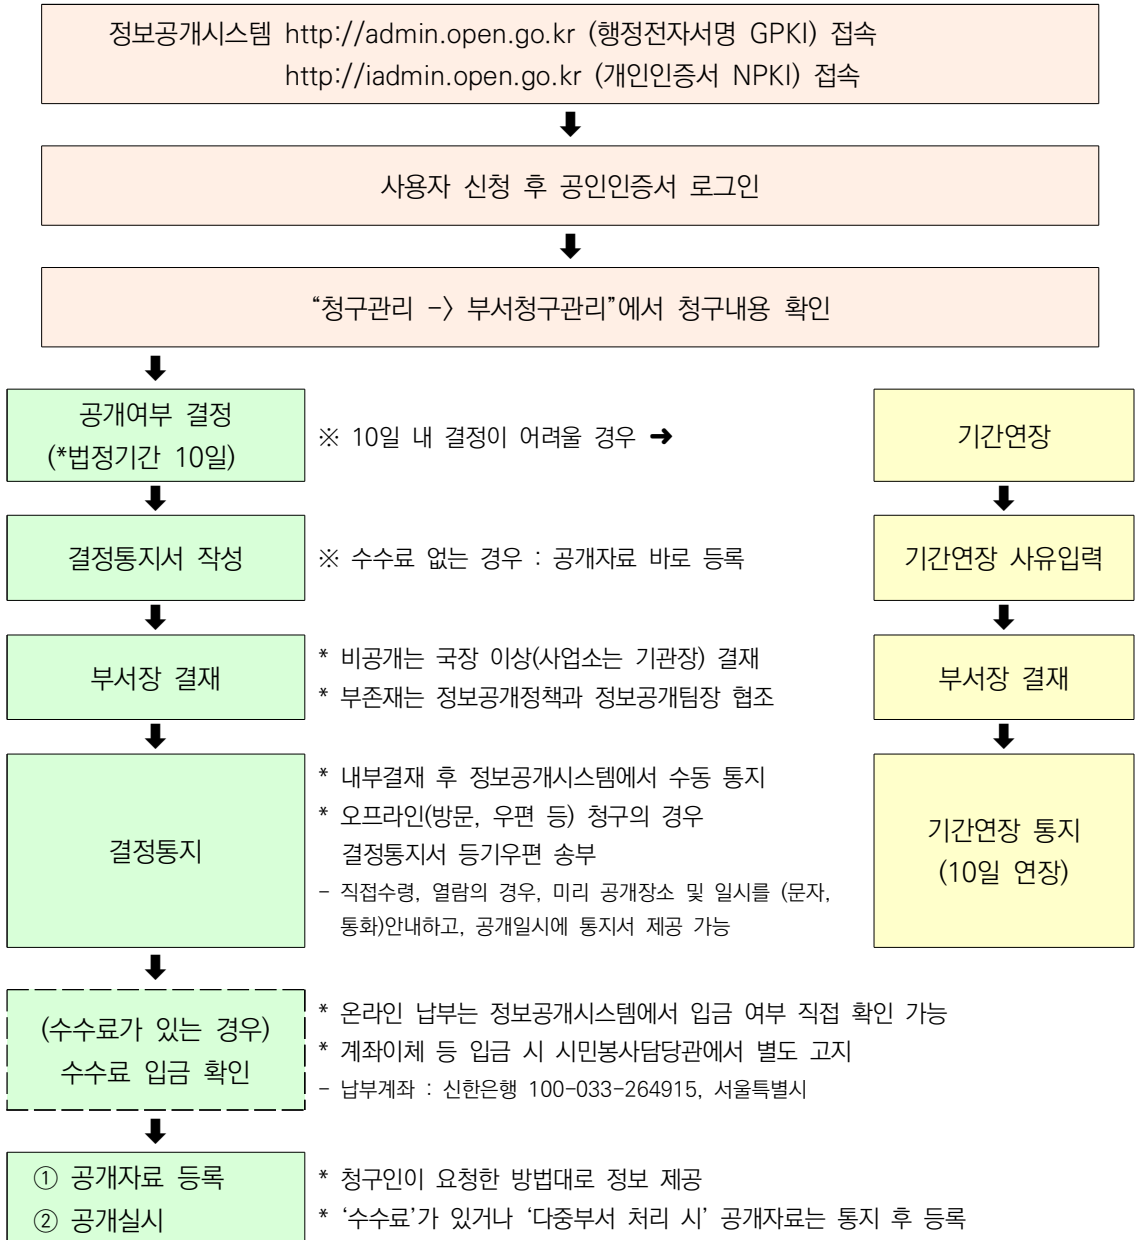 정보공개시스템 http://admin.open.go.kr (행정전자서명 GPKI) 접속
http://iadmin.open.go.kr (개인인증서 NPKI) 접속
⬇
사용자 신청 후 공인인증서 로그인
⬇
“청구관리 -> 부서청구관리”에서 청구내용 확인
⬇
공개여부 결정
(*법정기간 10일)
※ 10일 내 결정이 어려울 경우 ➜
기간연장
⬇
⬇
결정통지서 작성
※ 수수료 없는 경우 : 공개자료 바로 등록
기간연장 사유입력
⬇
⬇
부서장 결재
* 비공개는 국장 이상(사업소는 기관장) 결재
* 부존재는 정보공개정책과 정보공개팀장 협조
부서장 결재
⬇
⬇
결정통지
* 내부결재 후 정보공개시스템에서 수동 통지
* 오프라인(방문, 우편 등) 청구의 경우
결정통지서 등기우편 송부
- 직접수령, 열람의 경우, 미리 공개장소 및 일시를 (문자,
통화)안내하고, 공개일시에 통지서 제공 가능
기간연장 통지
(10일 연장)
⬇
(수수료가 있는 경우)
수수료 입금 확인
* 온라인 납부는 정보공개시스템에서 입금 여부 직접 확인 가능
* 계좌이체 등 입금 시 시민봉사담당관에서 별도 고지
- 납부계좌 : 신한은행 100-033-264915, 서울특별시
⬇
① 공개자료 등록
② 공개실시
* 청구인이 요청한 방법대로 정보 제공
* ‘수수료’가 있거나 ‘다중부서 처리 시’ 공개자료는 통지 후 등록